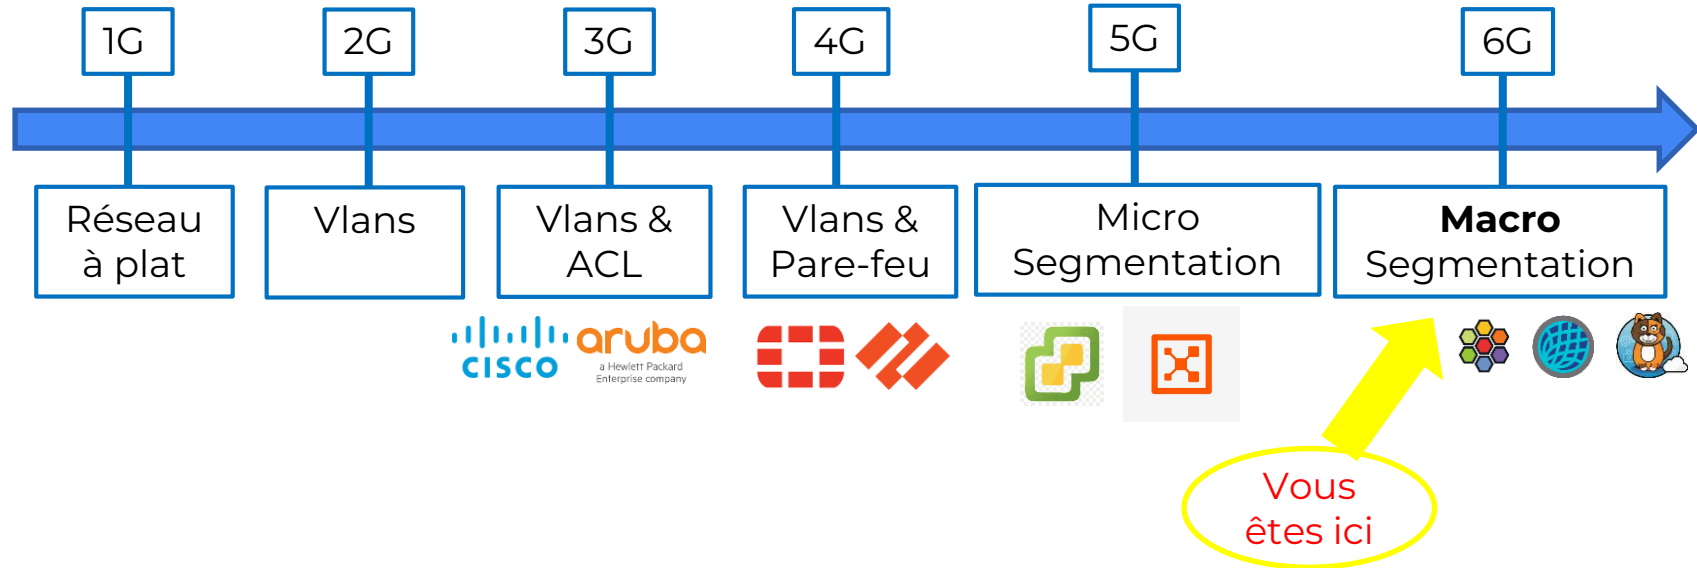 1G
2G
3G
4G
5G
6G
Réseau
à plat
Vlans
Vlans &
ACL
Vlans &
Pare-feu
Micro
Segmentation
Macro
Segmentation
CISCO
aruba
a Hewlett Packard
Enterprise company
Vous
êtes ici